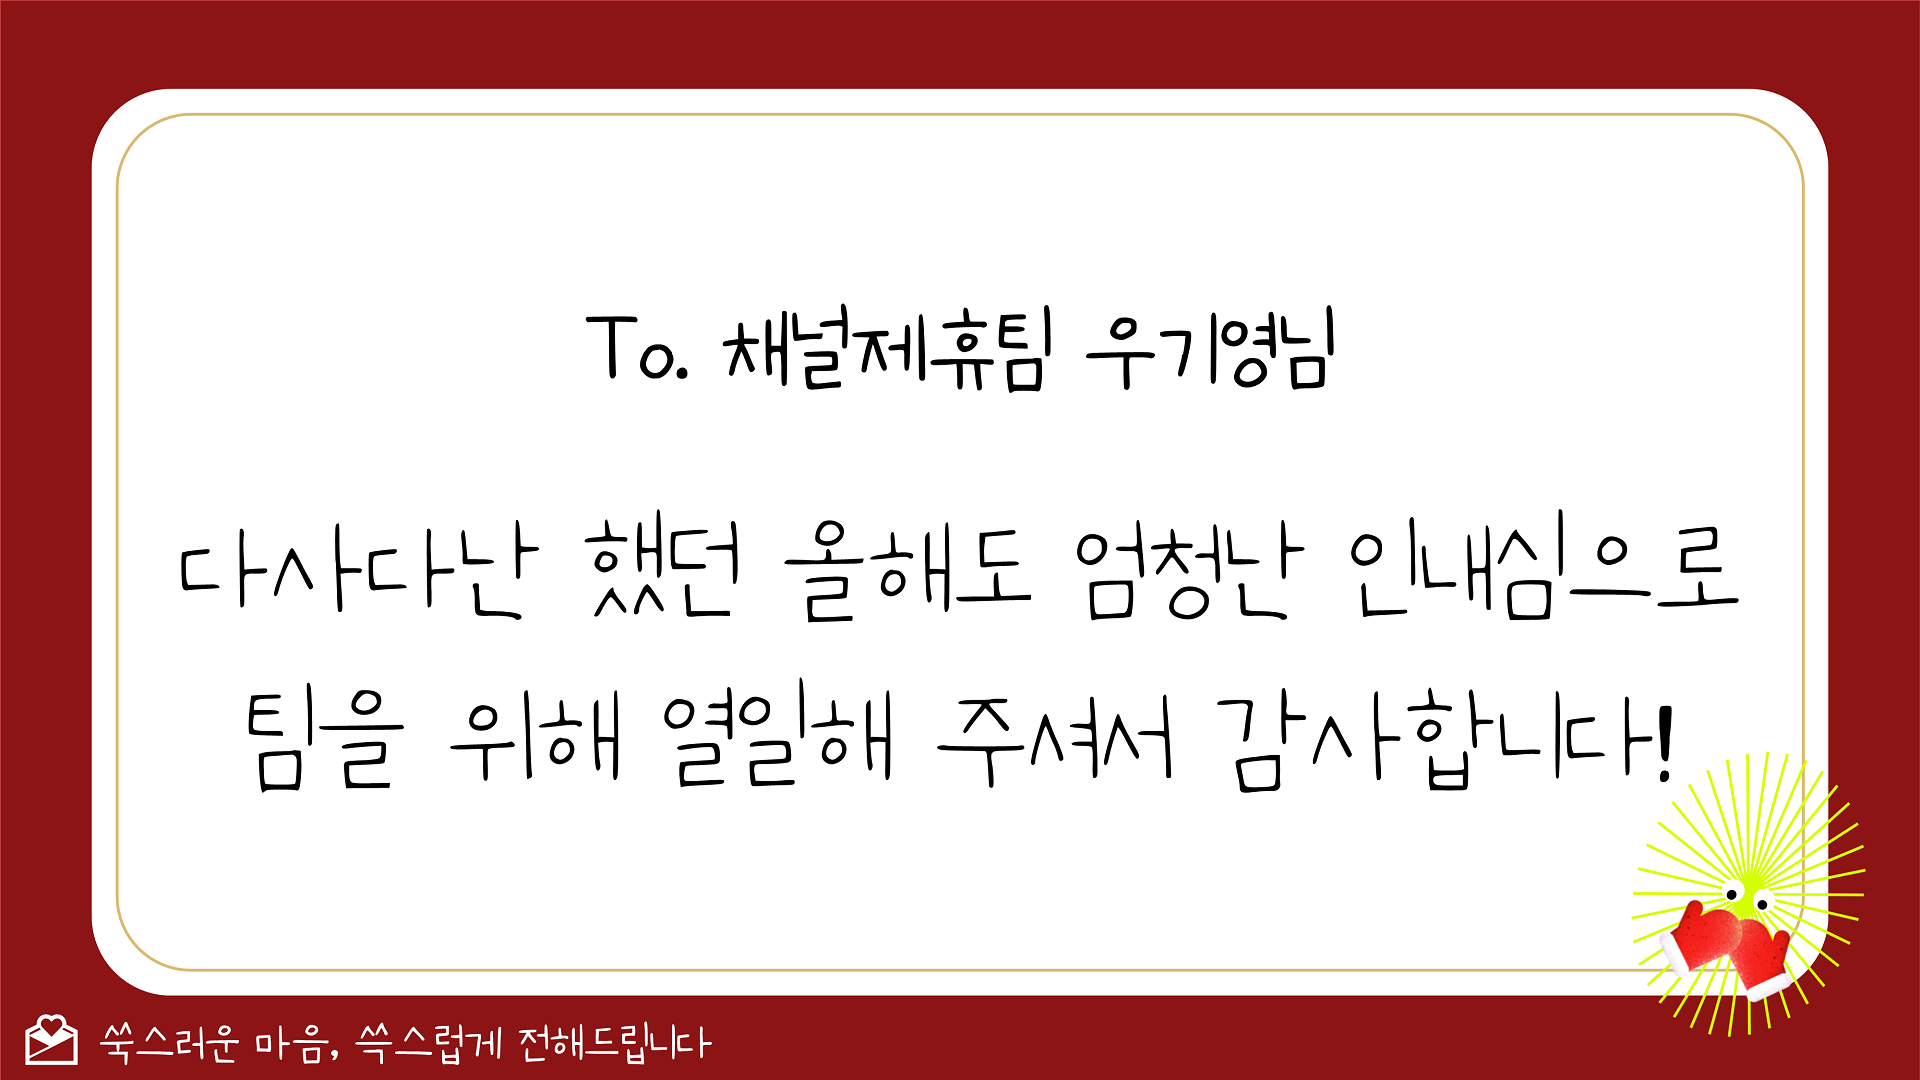 To. 채널제휴팀 우기영님
다사다난 했던 올해도 엄청난 인내심으로
팀을 위해 열일해 주셔서 감사합니다!
쑥스러운 마음, 쓱스럽게 전해드립니다